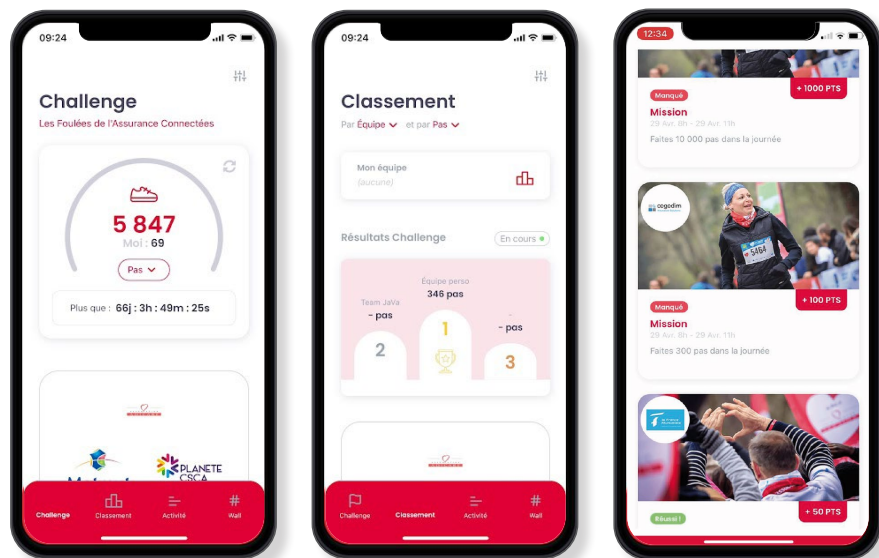 09:24
Challenge
Les Foulées de l'Assurance Connectées
5 847
Moi : 69
Pas
Plus que : 66j : 3h : 49m : 25s
PLANETE
CSCA
Challenge
Classement
Activité
Wall
09:24
Classement
Par Équipe et par Pas
Mon équipe
(aucune)
Résultats Challenge
En cours
Équipe perso
346 pas
Team JaVa
- pas
1
2
-
- pas
3
Challenge
Classement
Activité
Wall
12:34
+ 1000 PTS
Manqué
Mission
29 Avr. 8h - 29 Avr. 11h
Faites 10 000 pas dans la journée
cogedim
5464
+ 100 PTS
Manqué
Mission
29 Avr. 8h - 29 Avr. 11h
Faites 300 pas dans la journée
+ 50 PTS
Réussi !